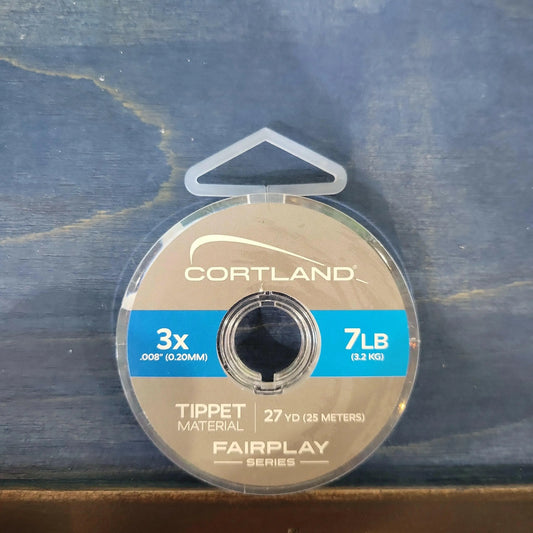 CORTLAND®
3X
.008" (0.20MM)
7LB
(3.2 KG)
TIPPET
MATERIAL
27 YD (25 METERS)
FAIRPLAY
SERIES